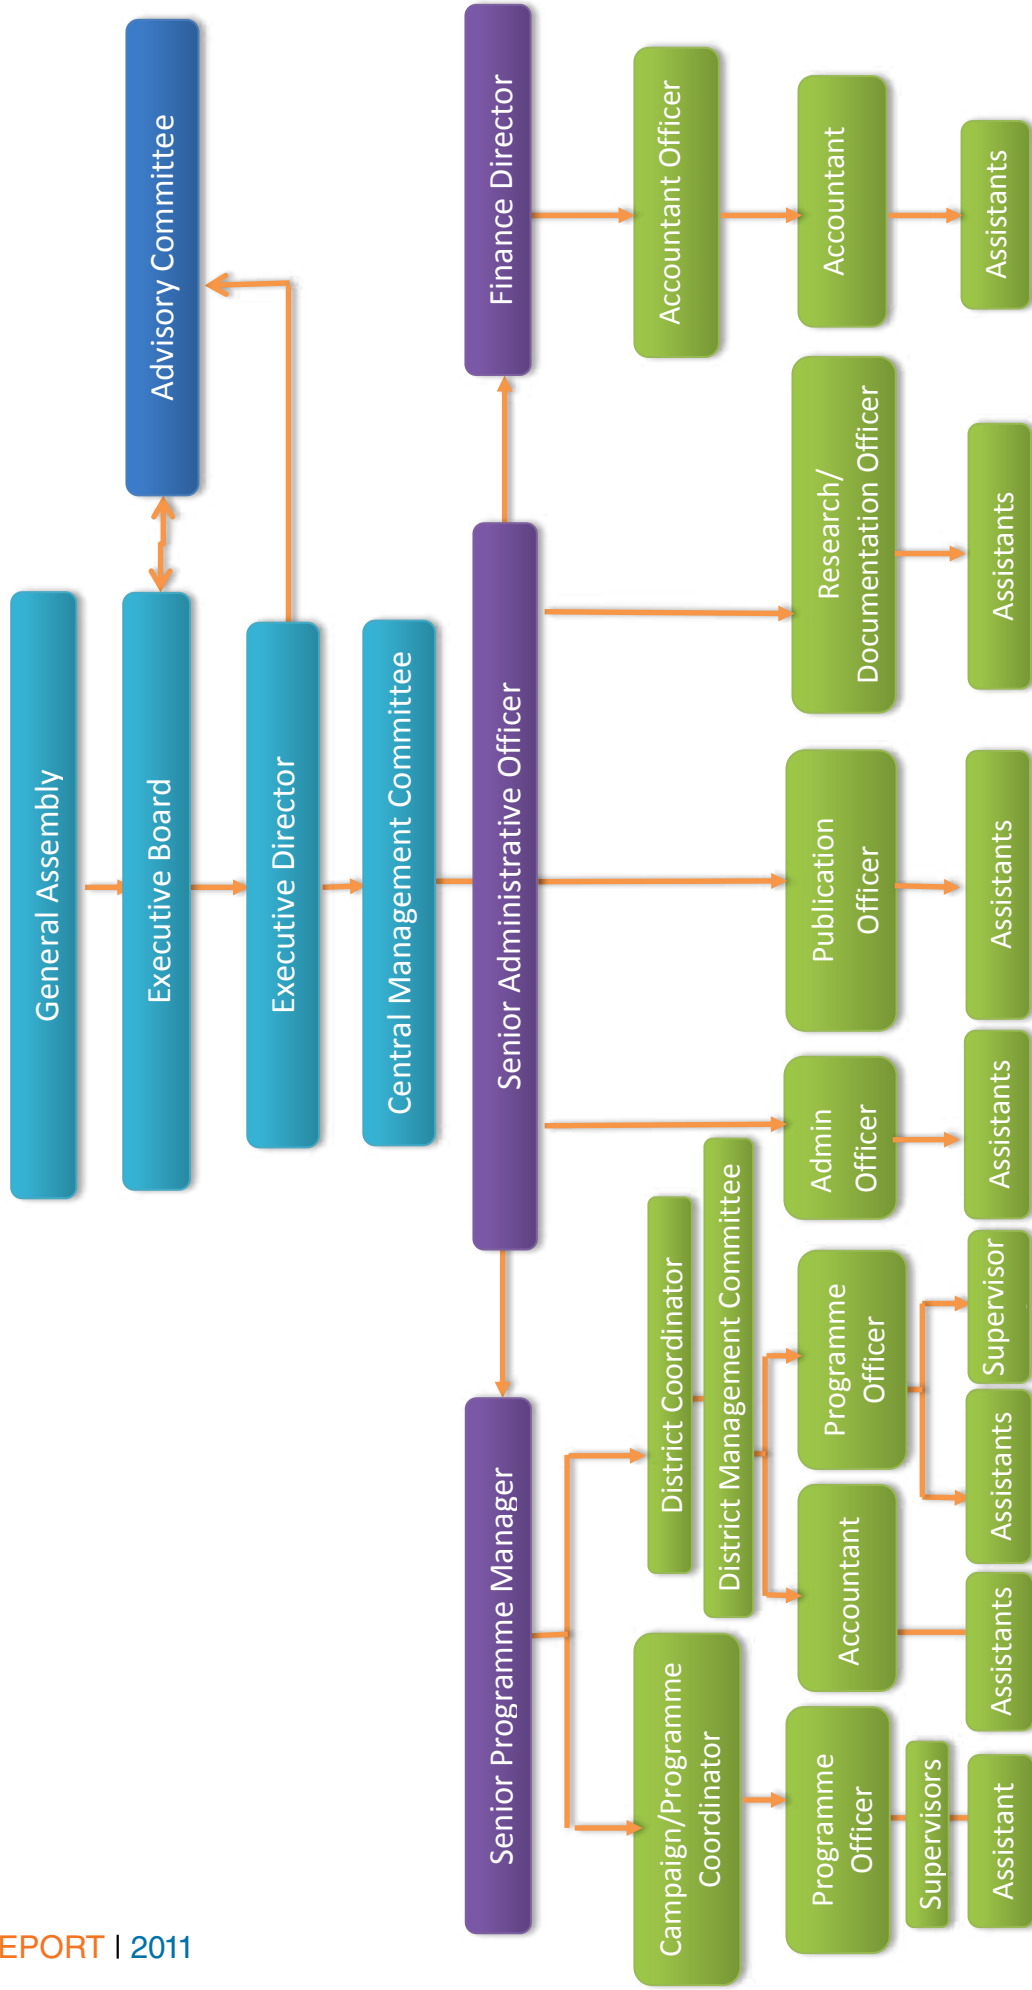 General Assembly
Executive Board
Advisory Committee
Executive Director
Central Management Committee
Senior Programme Manager
Senior Administrative Officer
Finance Director
Campaign/Programme
Coordinator
District Coordinator
District Management Committee
Accountant Officer
Programme
Officer
Accountant
Programme
Officer
Admin
Officer
Publication
Officer
Research/
Documentation Officer
Accountant
Supervisors
Assistant
Assistants
Assistants
Supervisor
Assistants
Assistants
Assistants
Assistants
EPORT | 2011